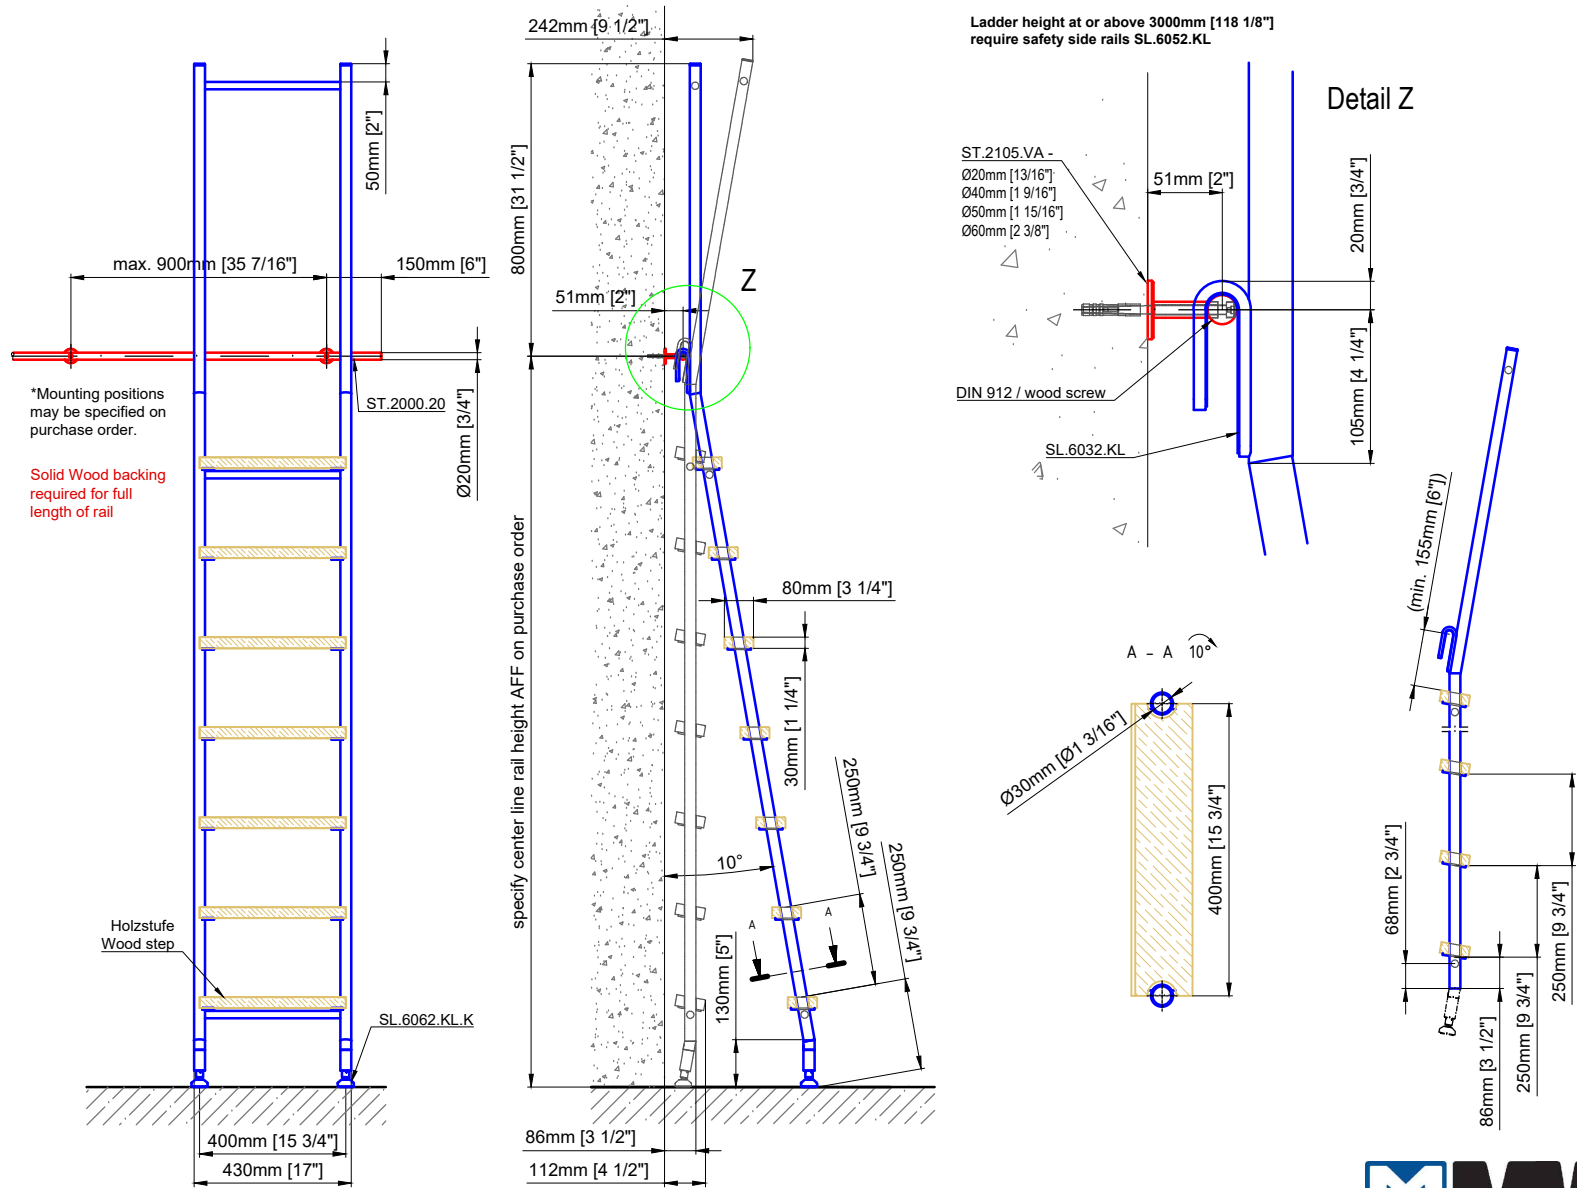 242mm [9 1/2"]
50mm [2"]
800mm [31 1/2"]
max. 900mm [35 7/16"]
150mm [6"]
51mm [2"]
Z
*Mounting positions
may be specified on
purchase order.
ST.2000.20
Ø20mm [3/4"]
Solid Wood backing
required for full
length of rail
specify center line rail height AFF on purchase order
80mm [3 1/4"]
30mm [1 1/4"]
250mm [9 3/4"]
250mm [9 3/4"]
10°
A
A
130mm [5"]
Holzstufe
Wood step
SL.6062.KL.K
400mm [15 3/4"]
430mm [17"]
86mm [3 1/2"]
112mm [4 1/2"]
Ladder height at or above 3000mm [118 1/8"]
require safety side rails SL.6052.KL
Detail Z
ST.2105.VA -
Ø20mm [13/16"]
Ø40mm [1 9/16"]
Ø50mm [1 15/16"]
Ø60mm [2 3/8"]
51mm [2"]
20mm [3/4"]
105mm [4 1/4"]
DIN 912 / wood screw
SL.6032.KL
(min. 155mm [6"])
A - A 10°
Ø30mm [Ø1 3/16"]
400mm [15 3/4"]
68mm [2 3/4"]
86mm [3 1/2"]
250mm [9 3/4"]
250mm [9 3/4"]